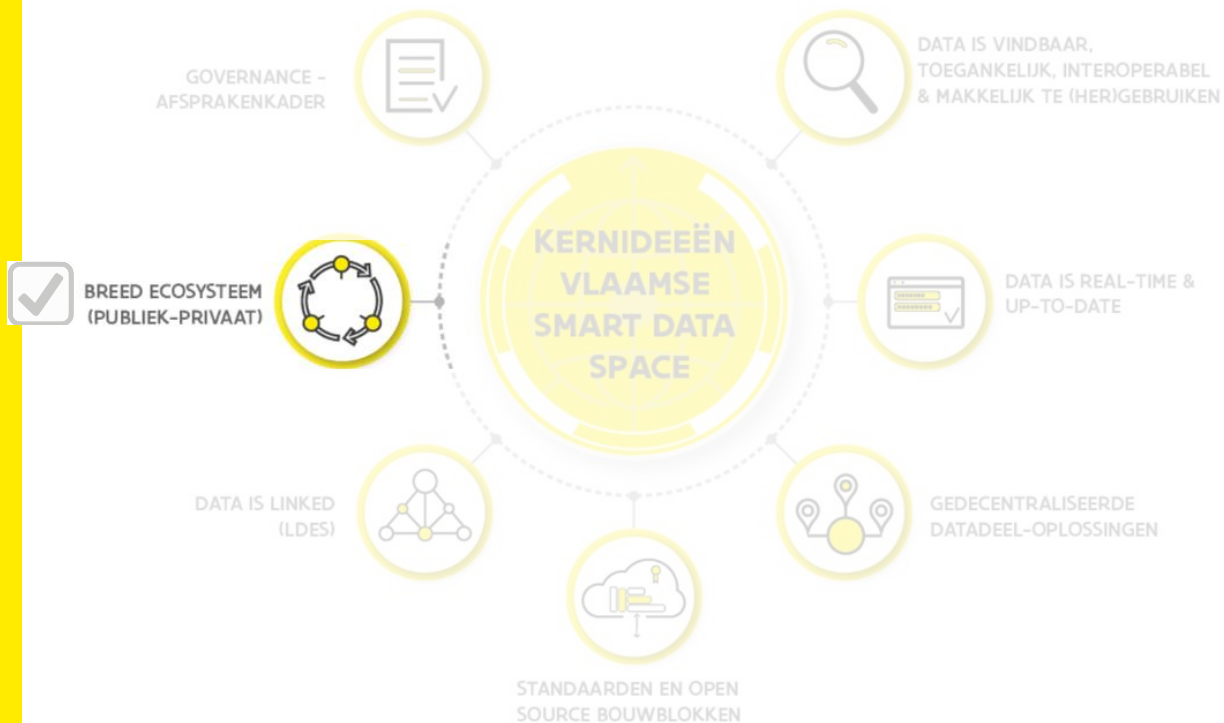 GOVERNANCE -
AFSPRAKENKADER
DATA IS VINDBAAR,
TOEGANKELIJK, INTEROPERABEL
& MAKKELIJK TE (HER)GEBRUIKEN
KERNIDEEËN
VLAAMSE
SMART DATA
SPACE
BREED ECOSYSTEEM
(PUBLIEK-PRIVAAT)
DATA IS REAL-TIME &
UP-TO-DATE
DATA IS LINKED
(LDES)
GEDECENTRALISEERDE
DATADEEL-OPLOSSINGEN
STANDAARDEN EN OPEN
SOURCE BOUWBLOKKEN